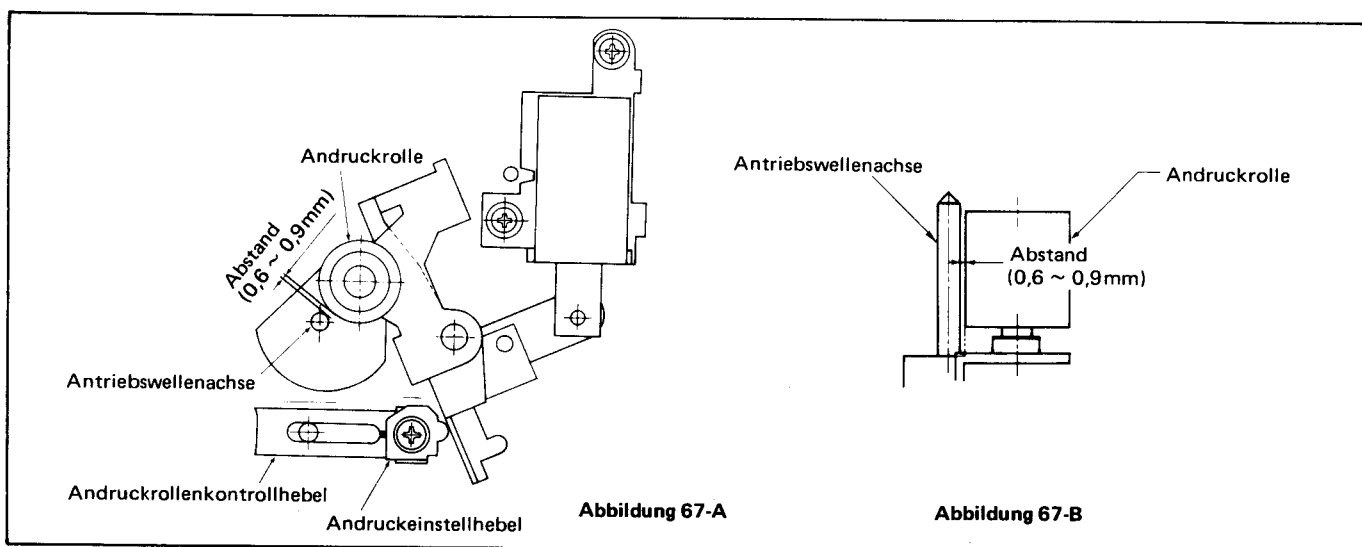 Andruckrolle
Abstand
(0,6 ~ 0,9mm)
Antriebswellenachse
Andruckrollenkontrollhebel
Andruckeinstellhebel
Abbildung 67-A
Antriebswellenachse
Andruckrolle
Abstand
(0,6 ~ 0,9mm)
Abbildung 67-B